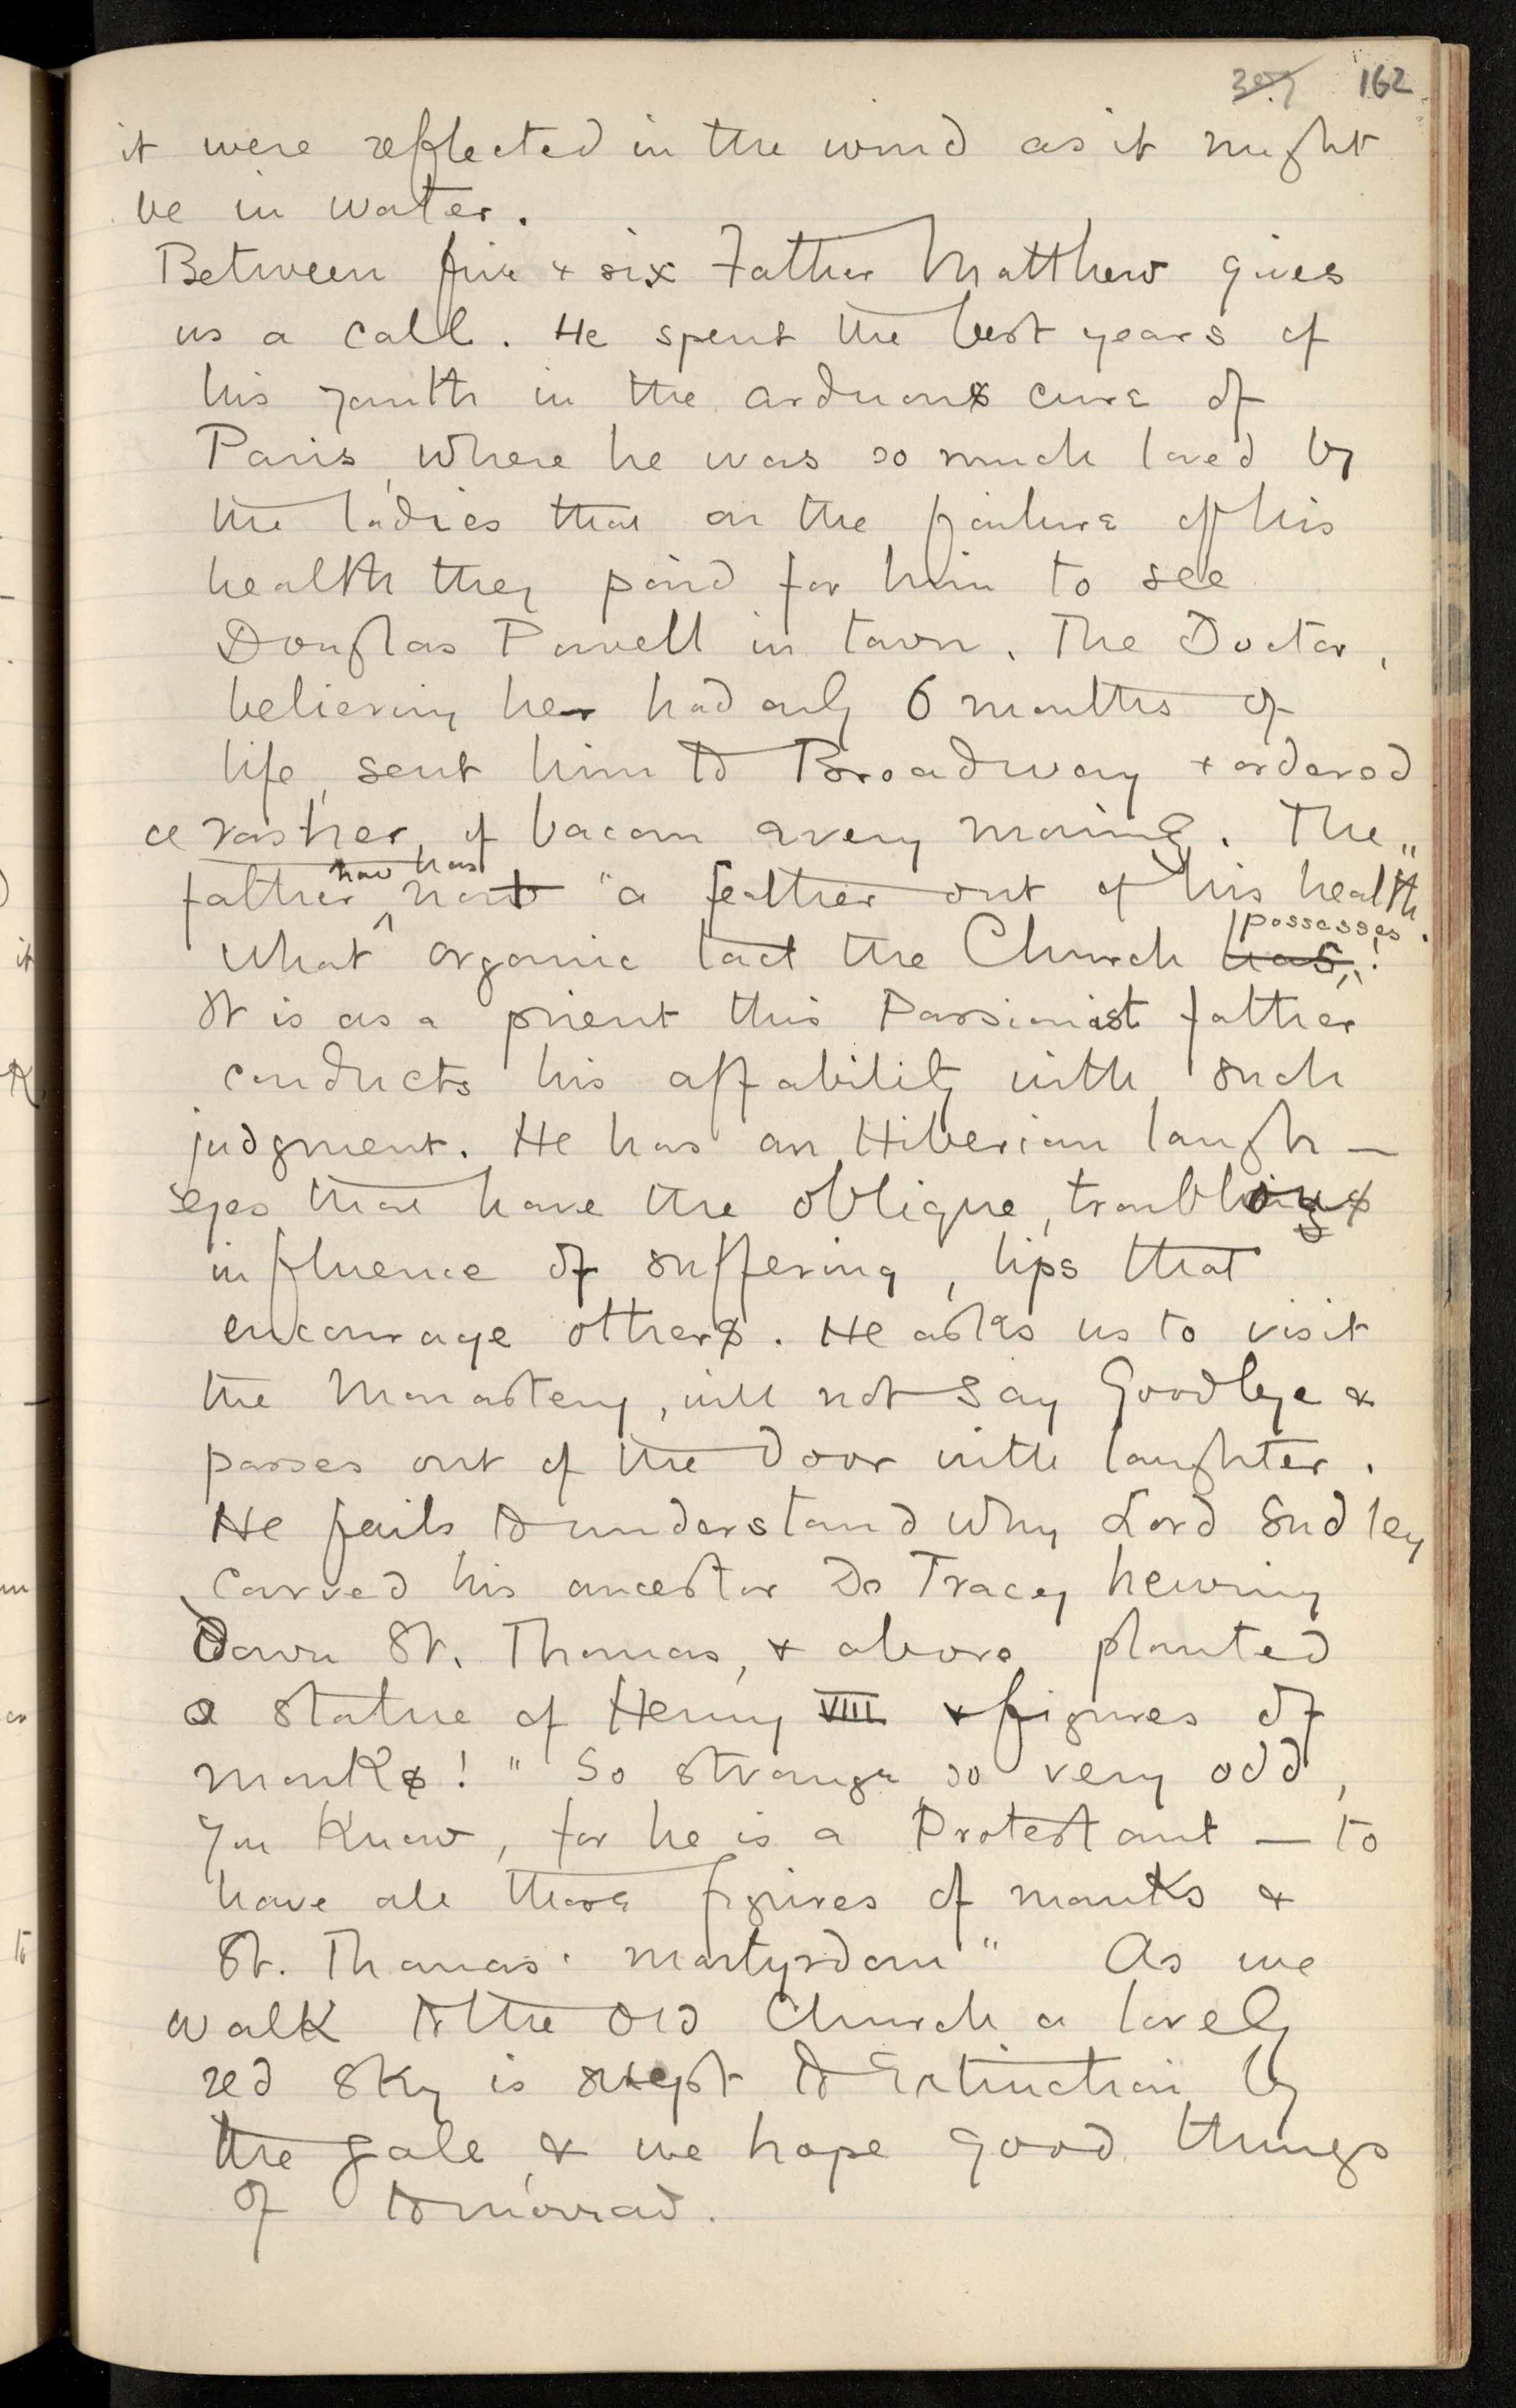 162
it were reflected in the wind as it might
be in water.
Between five & six Father Matthew gives
us a call. He spent the best years of
his youth in the arduous cure of
Paris, where he was so much loved by
the ladies that on the failure of his
health they paid for him to see
Douglas Powell in town. The Doctor,
believing he had only 6 months of
life, sent him to Broadway & ordered
a rasher of bacon every morning. The
father now has "a feather out of his health".
What organic tact the Church possesses!
It is as a priest this Passionist father
conducts his affability with such
judgment. He has an Hiberian laugh —
eyes that have the oblique, troubling
influence of suffering, lips that
encourage others. He asks us to visit
the Monastery, will not say Goodbye &
passes out of the door with laughter.
He fails to understand why Lord Sudley
carved his ancestor De Tracey hewing
down St. Thomas, & above planted
a statue of Henry VIII & figures of
monks! "So strange, so very odd,
you know, for he is a Protestant — to
have all these figures of monks &
St. Thomas' martyrdom" As we
walk to the old Church a lovely
red sky is swept to extinction by
the gale, & we hope good things
of tomorrow.